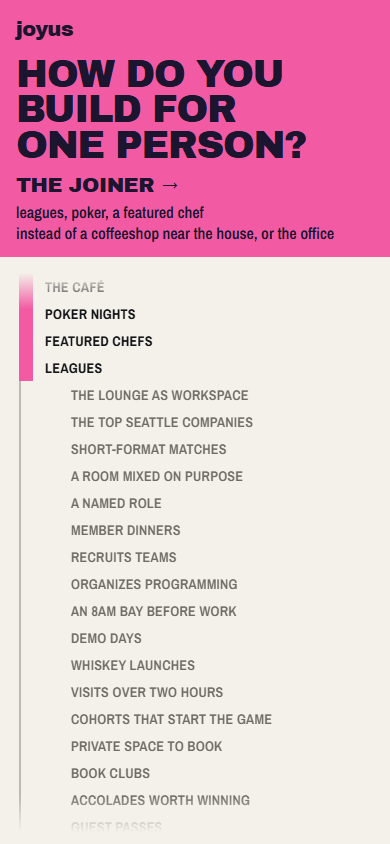 joyus
HOW DO YOU
BUILD FOR
ONE PERSON?
THE JOINER →
leagues, poker, a featured chef
instead of a coffeeshop near the house, or the office
THE CAFÉ
POKER NIGHTS
FEATURED CHEFS
LEAGUES
THE LOUNGE AS WORKSPACE
THE TOP SEATTLE COMPANIES
SHORT-FORMAT MATCHES
A ROOM MIXED ON PURPOSE
A NAMED ROLE
MEMBER DINNERS
RECRUITS TEAMS
ORGANIZES PROGRAMMING
AN 8AM BAY BEFORE WORK
DEMO DAYS
WHISKEY LAUNCHES
VISITS OVER TWO HOURS
COHORTS THAT START THE GAME
PRIVATE SPACE TO BOOK
BOOK CLUBS
ACCOLADES WORTH WINNING
GUEST PASSES